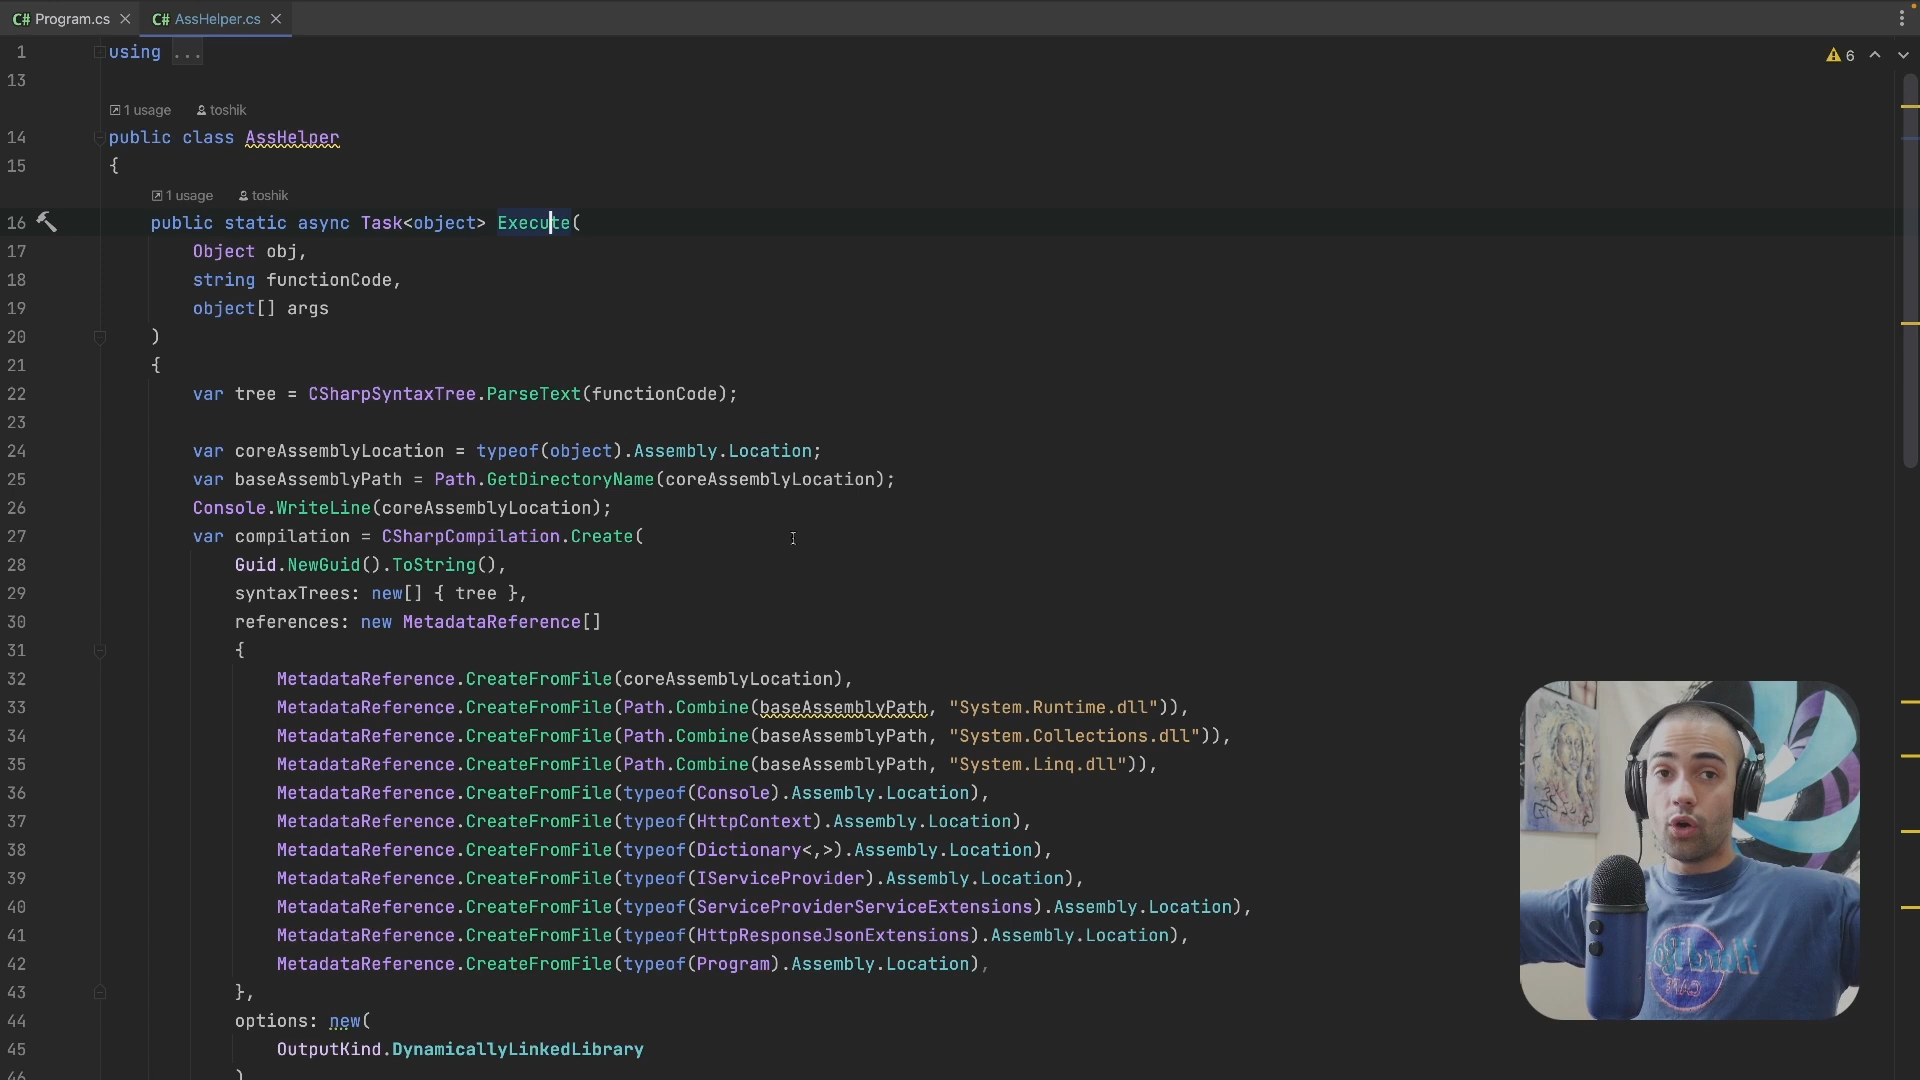 C# Program.cs
C# AssHelper.cs
1 using ...
6
13
1 usage toshik
14 public class AssHelper
15 {
1 usage toshik
16 public static async Task<object> Execute(
17 Object obj,
18 string functionCode,
19 object[] args
20 )
21 {
22 var tree = CSharpSyntaxTree.ParseText(functionCode);
23
24 var coreAssemblyLocation = typeof(object).Assembly.Location;
25 var baseAssemblyPath = Path.GetDirectoryName(coreAssemblyLocation);
26 Console.WriteLine(coreAssemblyLocation);
27 var compilation = CSharpCompilation.Create(
28 Guid.NewGuid().ToString(),
29 syntaxTrees: new[] { tree },
30 references: new MetadataReference[]
31 {
32 MetadataReference.CreateFromFile(coreAssemblyLocation),
33 MetadataReference.CreateFromFile(Path.Combine(baseAssemblyPath, "System.Runtime.dll")),
34 MetadataReference.CreateFromFile(Path.Combine(baseAssemblyPath, "System.Collections.dll")),
35 MetadataReference.CreateFromFile(Path.Combine(baseAssemblyPath, "System.Linq.dll")),
36 MetadataReference.CreateFromFile(typeof(Console).Assembly.Location),
37 MetadataReference.CreateFromFile(typeof(HttpContext).Assembly.Location),
38 MetadataReference.CreateFromFile(typeof(Dictionary<,>).Assembly.Location),
39 MetadataReference.CreateFromFile(typeof(IServiceProvider).Assembly.Location),
40 MetadataReference.CreateFromFile(typeof(ServiceProviderServiceExtensions).Assembly.Location),
41 MetadataReference.CreateFromFile(typeof(HttpResponseJsonExtensions).Assembly.Location),
42 MetadataReference.CreateFromFile(typeof(Program).Assembly.Location),
43 },
44 options: new(
45 OutputKind.DynamicallyLinkedLibrary
46 )